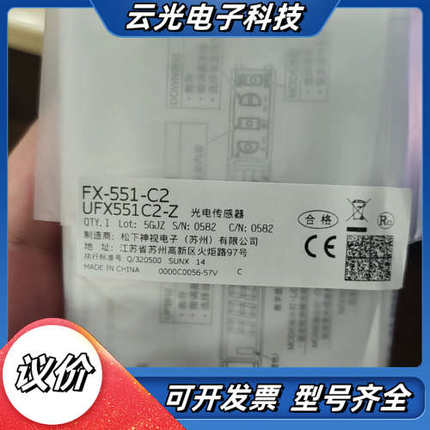 云光电子科技
FX-551-C2
UFX551C2-Z 光电传感器
QTY.1 Lot: 5GJZ S/N: 0582 C/N: 0582
制造商: 松下神视电子（苏州）有限公司
地 址: 江苏省苏州高新区火炬路97号
执行标准号 Q/320500 SUNX 14
MADE IN CHINA 0000C0056-57V C
合格
CE
议价
可开发票 型号齐全